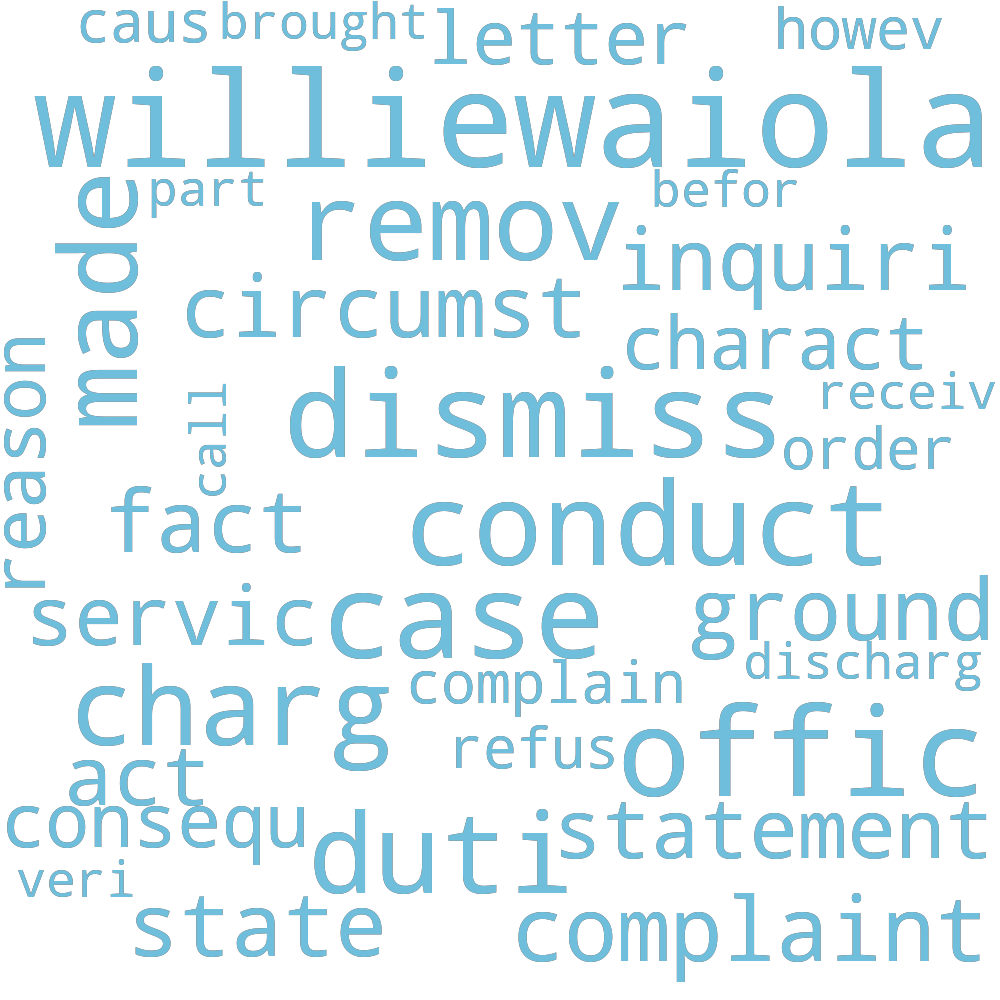 caus brought letter howev
williewaiola
made part befor
remov inquiri
circumst charact
reason call dismiss receiv
order
fact conduct
servic case ground
discharg
charg complain
refus offic
act
consequ duti statement
veri
state complaint